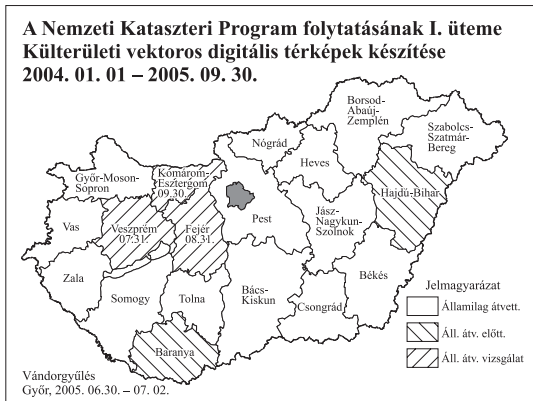 A Nemzeti Kataszteri Program folytatásának I. üteme
Külterületi vektoros digitális térképek készítése
2004. 01. 01 – 2005. 09. 30.
Borsod-
Abaúj-
Zemplén
Szabolcs-
Szatmár-
Bereg
Nógrád
Heves
Komárom-
Esztergom
09.30.
Győr-Moson-
Sopron
Hajdú-Bihar
Vas
Veszprém
07.31.
Fejér
08.31.
Pest
Jász-
Nagykun-
Szolnok
Zala
Somogy
Tolna
Bács-
Kiskun
Csongrád
Békés
Baranya
Jelmagyarázat
Államilag átvett.
Áll. átv. előtt.
Áll. átv. vizsgálat
Vándorgyűlés
Győr, 2005. 06.30. – 07. 02.